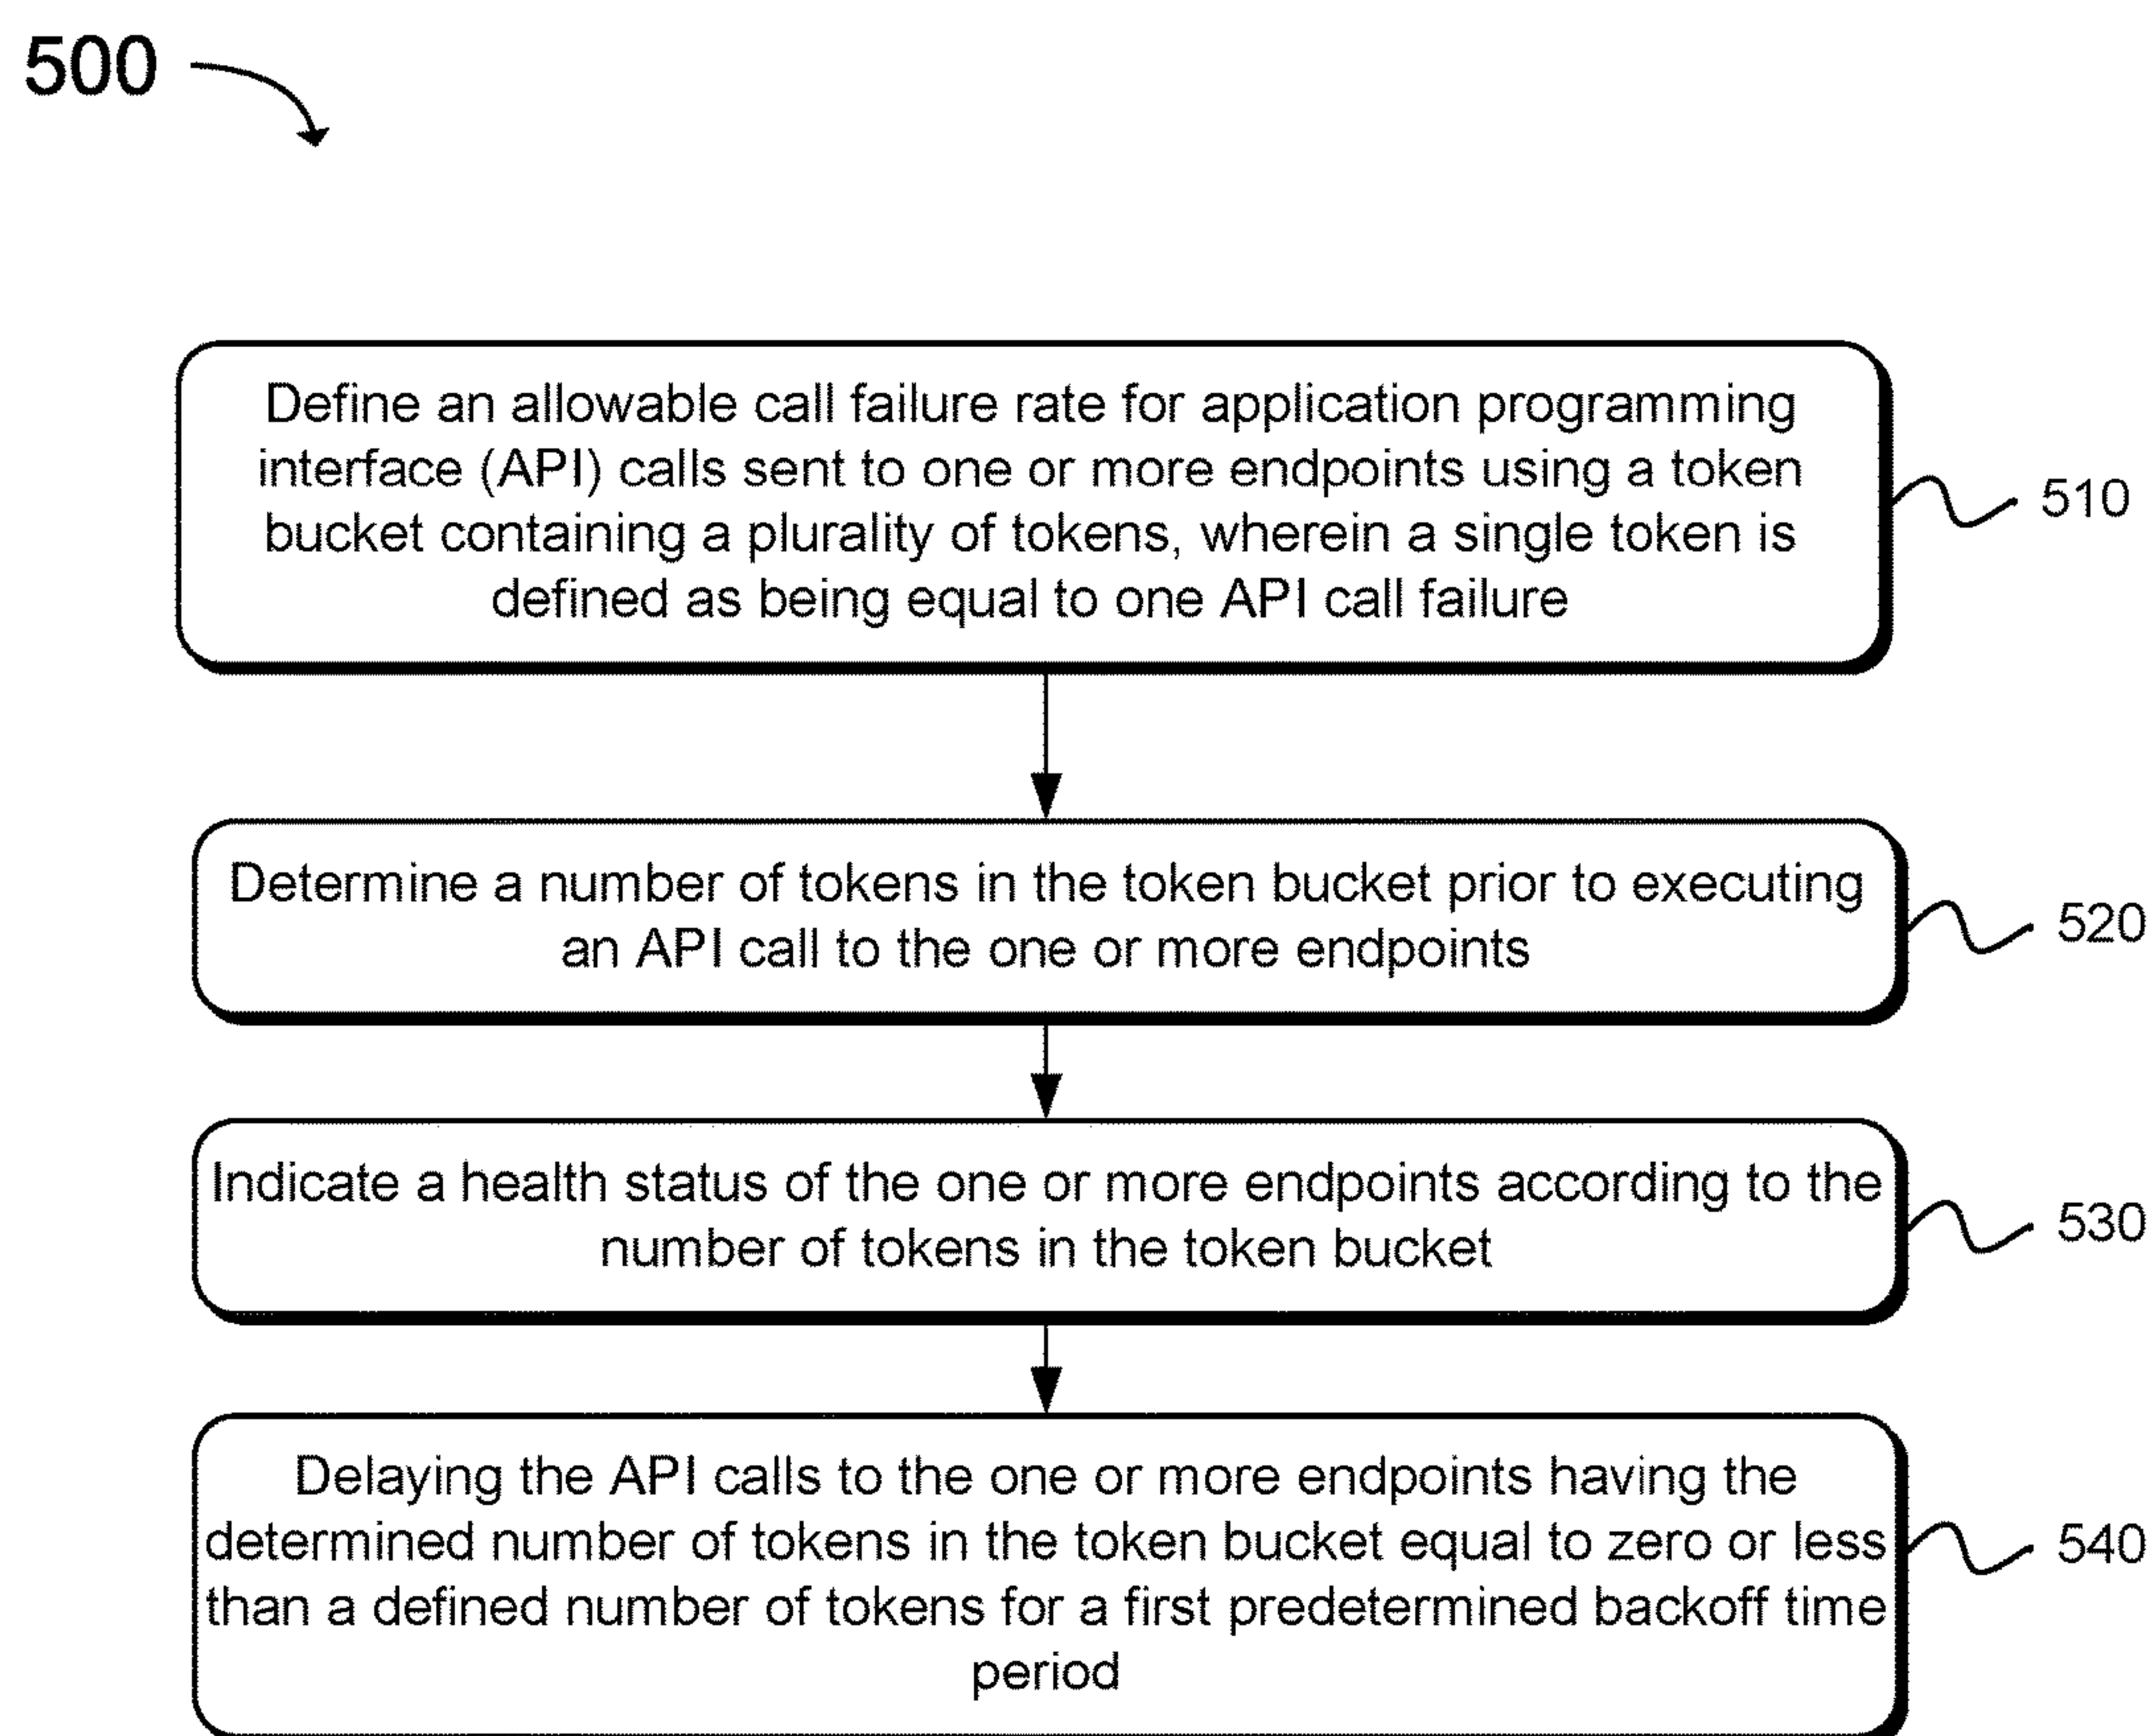 500
Define an allowable call failure rate for application programming
interface (API) calls sent to one or more endpoints using a token
bucket containing a plurality of tokens, wherein a single token is
defined as being equal to one API call failure
510
Determine a number of tokens in the token bucket prior to executing
an API call to the one or more endpoints
520
Indicate a health status of the one or more endpoints according to the
number of tokens in the token bucket
530
Delaying the API calls to the one or more endpoints having the
determined number of tokens in the token bucket equal to zero or less
than a defined number of tokens for a first predetermined backoff time
period
540